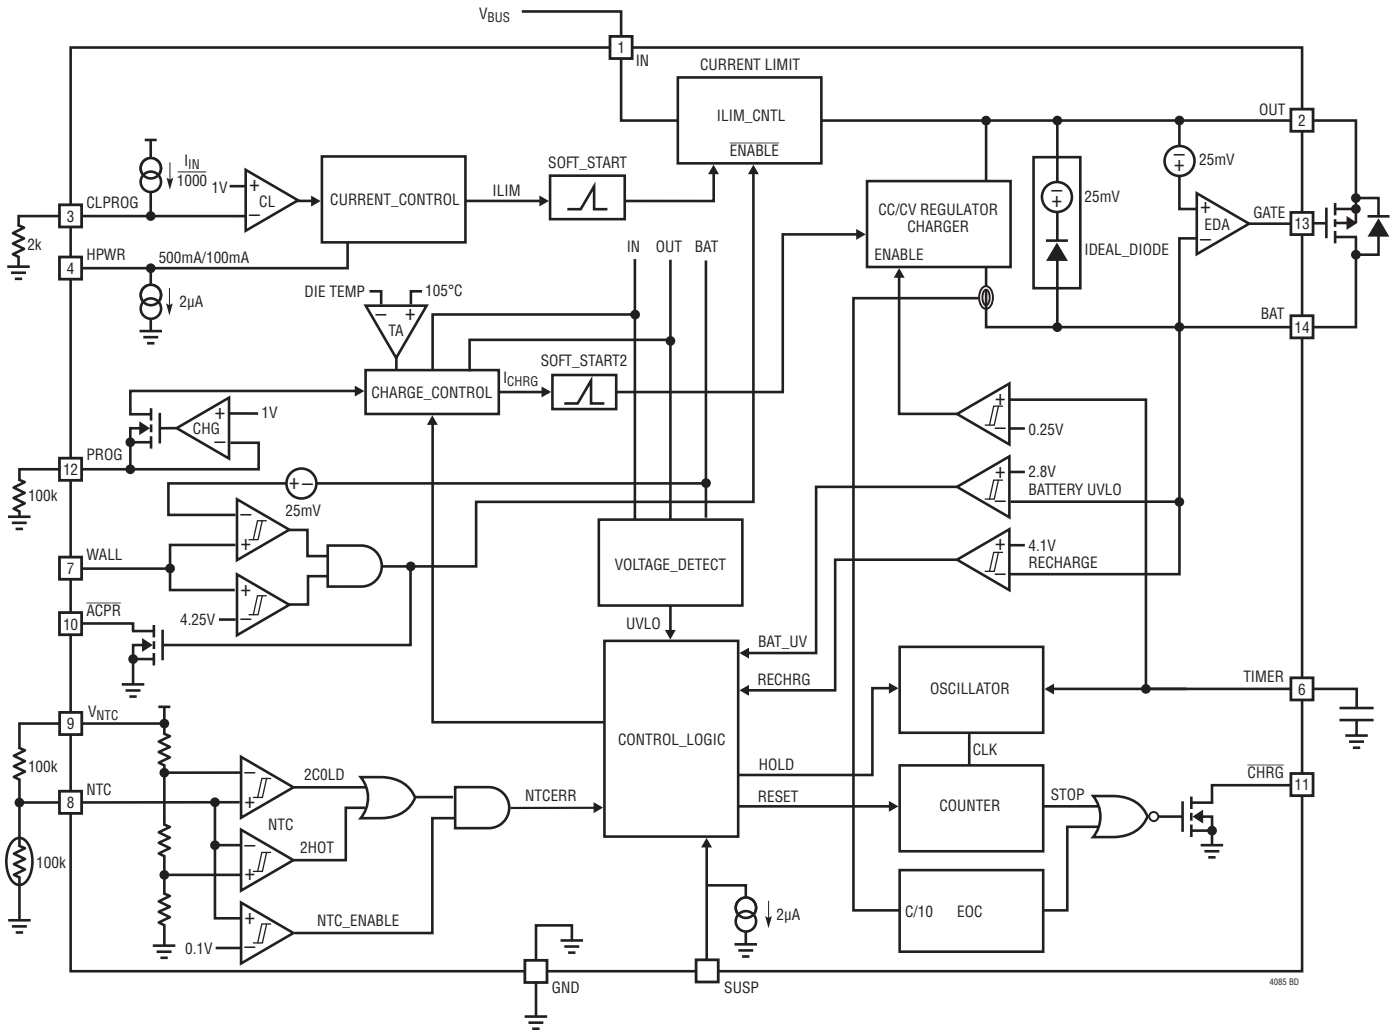 VBUS
1
IN
CURRENT LIMIT
ILIM_CNTL
ENABLE
OUT
2
IIN
1000
1V
+
CL
−
CURRENT_CONTROL
ILIM
SOFT_START
CLPROG
3
2k
HPWR
4
500mA/100mA
2µA
CC/CV REGULATOR
CHARGER
ENABLE
−
+
25mV
IDEAL_DIODE
−
+
25mV
+
EDA
−
GATE
13
BAT
14
IN OUT BAT
DIE TEMP
105°C
− +
TA
CHARGE_CONTROL
ICHRG
SOFT_START2
+
1V
CHG
−
PROG
12
100k
+ −
25mV
−
+
WALL
7
+
−
4.25V
ACPR
10
VOLTAGE_DETECT
UVLO
+
−
0.25V
+
−
2.8V
BATTERY UVLO
+
−
4.1V
RECHARGE
BAT_UV
RECHRG
CONTROL_LOGIC
HOLD
RESET
OSCILLATOR
CLK
COUNTER
STOP
C/10 EOC
TIMER
6
CHRG
11
VNTC
9
100k
NTC
8
100k
−
+
2COLD
NTC
−
+
2HOT
+
−
0.1V
NTC_ENABLE
NTCERR
2µA
GND
SUSP
4085 BD